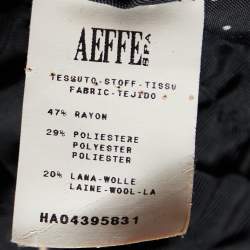 AEFFE SPA
TESSUTO-STOFF-TISSU
FABRIC-TEJIDO
47% RAYON
29% POLIESTERE
POLYESTER
POLIESTER
20% LANA-WOLLE
LAINE-WOOL-LA
HA04395831